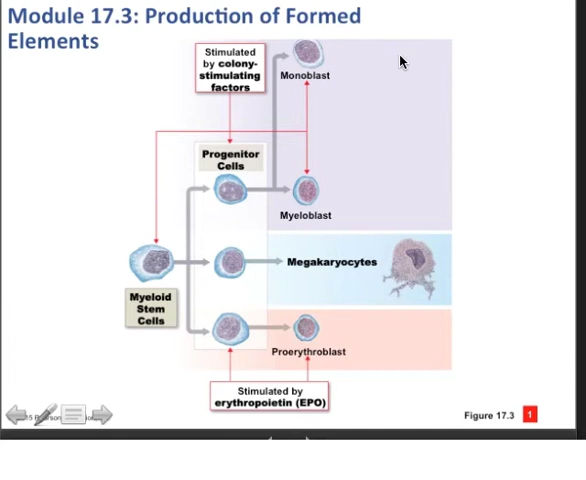 Module 17.3: Production of Formed
Elements
Stimulated
by colony-
stimulating
factors
Monoblast
Progenitor
Cells
Myeloblast
Megakaryocytes
Myeloid
Stem
Cells
Proerythroblast
Stimulated by
erythropoietin (EPO)
Figure 17.3
1